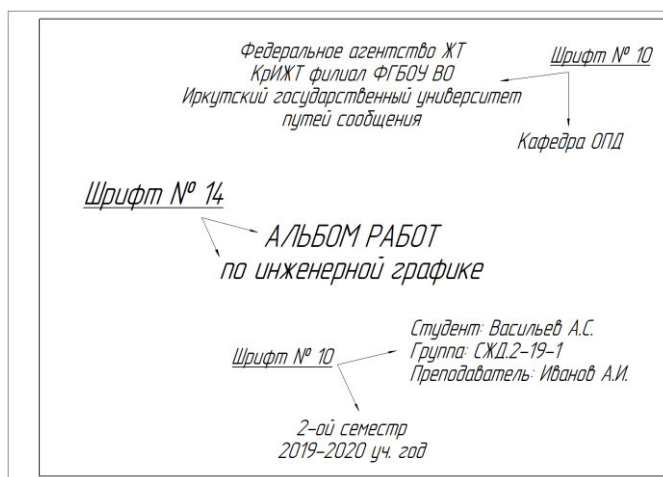 Федеральное агентство ЖТ
КрИЖТ филиал ФГБОУ ВО
Иркутский государственный университет
путей сообщения
Шрифт № 10
Кафедра ОПД
Шрифт № 14
АЛЬБОМ РАБОТ
по инженерной графике
Студент: Васильев А.С.
Группа: СЖД.2-19-1
Преподаватель: Иванов А.И.
Шрифт № 10
2-ой семестр
2019-2020 уч. год